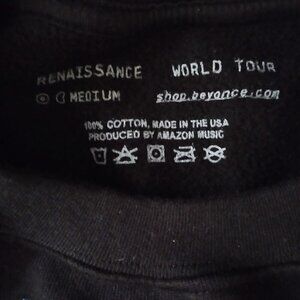 RENAISSANCE WORLD TOUR
MEDIUM shop.beyonce.com
100% COTTON, MADE IN THE USA
PRODUCED BY AMAZON MUSIC